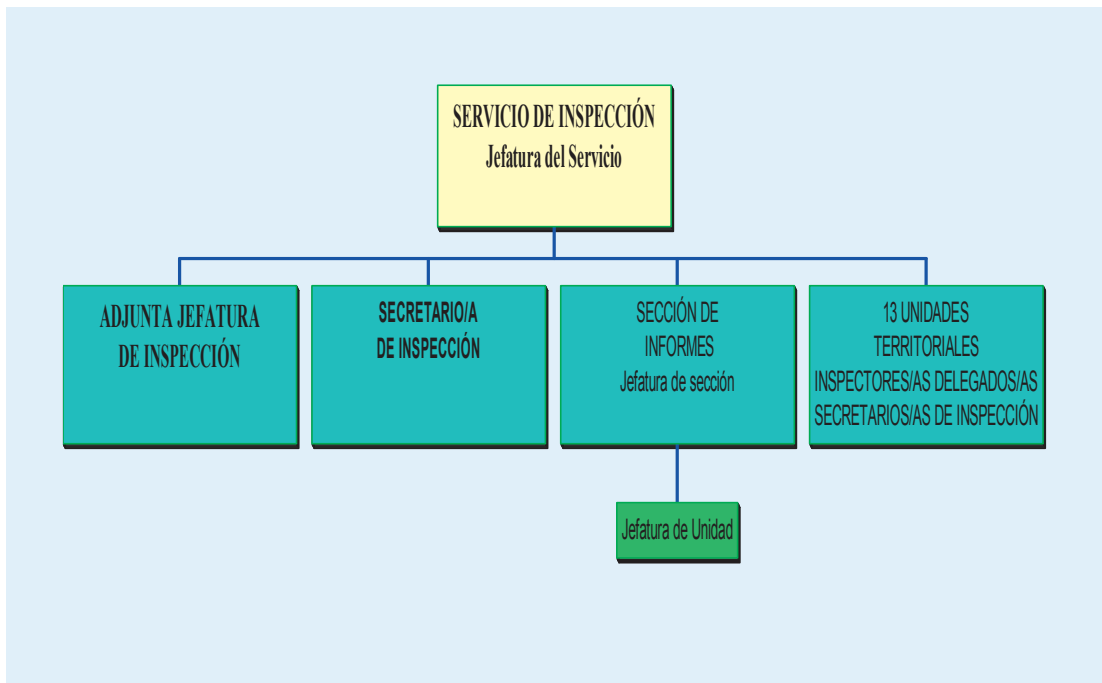 SERVICIO DE INSPECCIÓN
Jefatura del Servicio
ADJUNTA JEFATURA
DE INSPECCIÓN
SECRETARIO/A
DE INSPECCIÓN
SECCIÓN DE
INFORMES
Jefatura de sección
13 UNIDADES
TERRITORIALES
INSPECTORES/AS DELEGADOS/AS
SECRETARIOS/AS DE INSPECCIÓN
Jefatura de Unidad